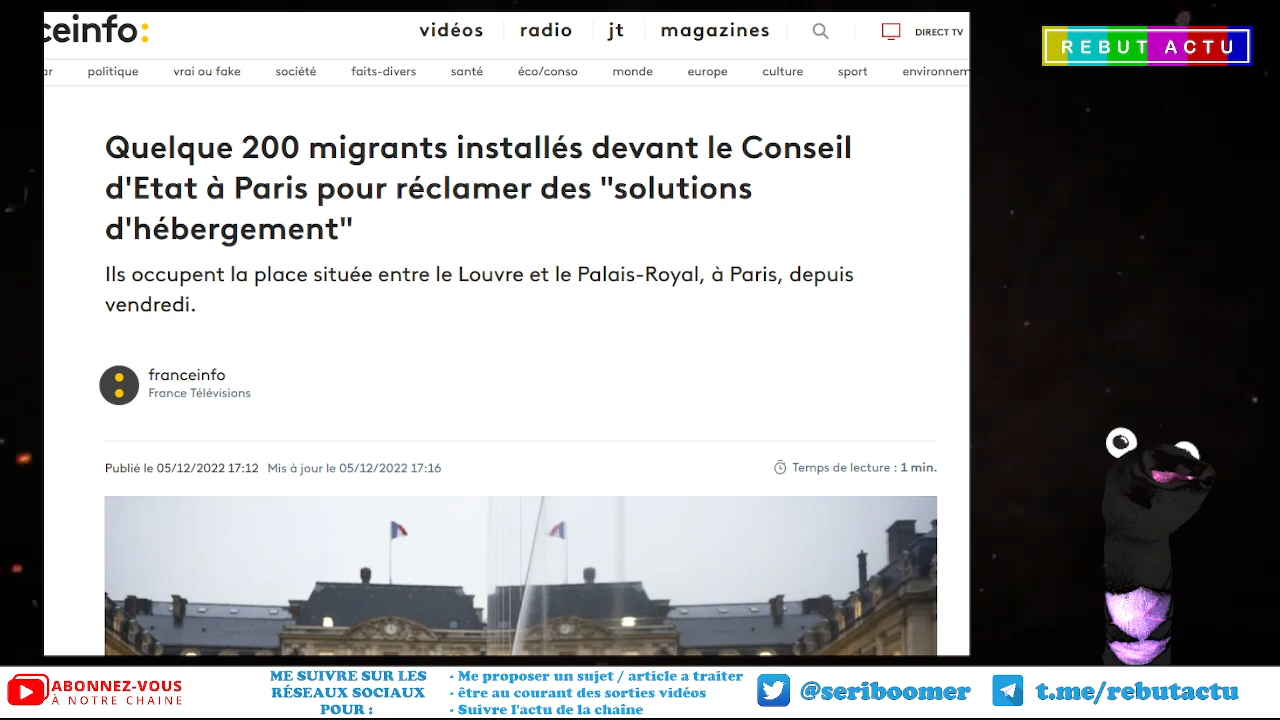 ceinfo:
vidéos radio jt magazines DIRECT TV
REBUT ACTU
ar politique vrai ou fake société faits-divers santé éco/conso monde europe culture sport environnem
Quelque 200 migrants installés devant le Conseil
d'Etat à Paris pour réclamer des "solutions
d'hébergement"
Ils occupent la place située entre le Louvre et le Palais-Royal, à Paris, depuis
vendredi.
franceinfo
France Télévisions
Publié le 05/12/2022 17:12 Mis à jour le 05/12/2022 17:16
Temps de lecture : 1 min.
ABONNEZ-VOUS
À NOTRE CHAINE
ME SUIVRE SUR LES
RÉSEAUX SOCIAUX
POUR :
- Me proposer un sujet / article a traiter
- être au courant des sorties vidéos
- Suivre l'actu de la chaîne
@seriboomer
t.me/rebutactu